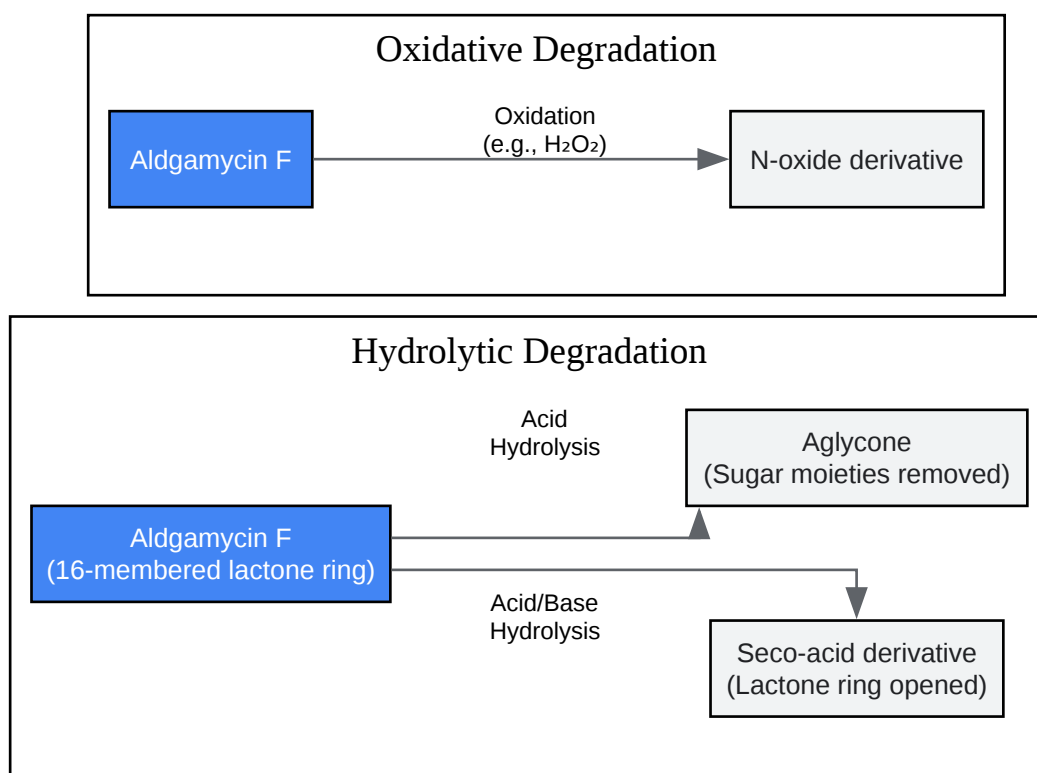 Oxidative Degradation
Aldgamycin F
Oxidation
(e.g., H₂O₂)
N-oxide derivative
Hydrolytic Degradation
Acid
Hydrolysis
Aglycone
(Sugar moieties removed)
Aldgamycin F
(16-membered lactone ring)
Acid/Base
Hydrolysis
Seco-acid derivative
(Lactone ring opened)